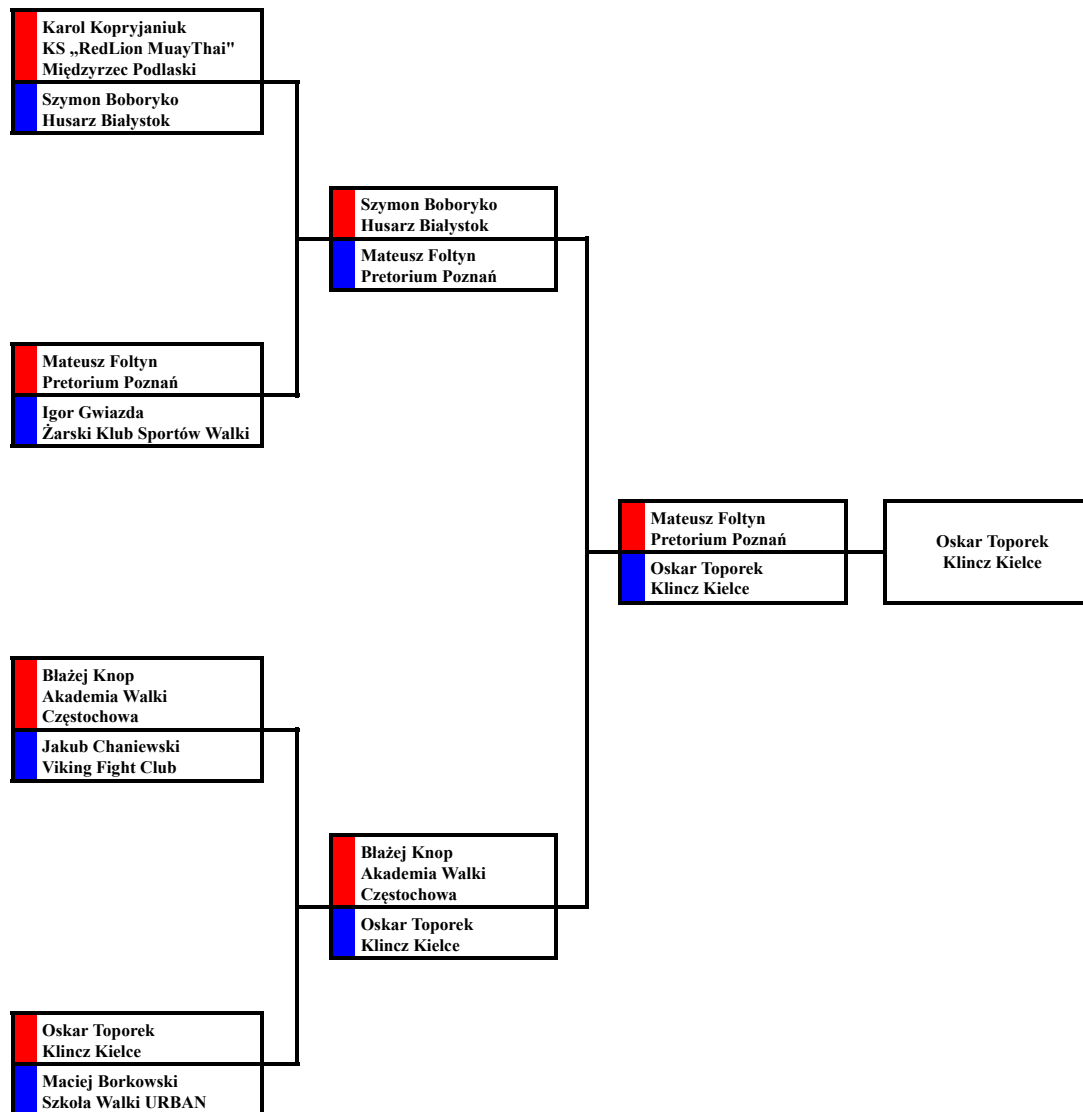 Karol Kopryjaniuk
KS „RedLion MuayThai"
Międzyrzec Podlaski
Szymon Boboryko
Husarz Białystok
Szymon Boboryko
Husarz Białystok
Mateusz Foltyn
Pretorium Poznań
Mateusz Foltyn
Pretorium Poznań
Igor Gwiazda
Żarski Klub Sportów Walki
Mateusz Foltyn
Pretorium Poznań
Oskar Toporek
Klincz Kielce
Oskar Toporek
Klincz Kielce
Błażej Knop
Akademia Walki
Częstochowa
Jakub Chaniewski
Viking Fight Club
Błażej Knop
Akademia Walki
Częstochowa
Oskar Toporek
Klincz Kielce
Oskar Toporek
Klincz Kielce
Maciej Borkowski
Szkoła Walki URBAN